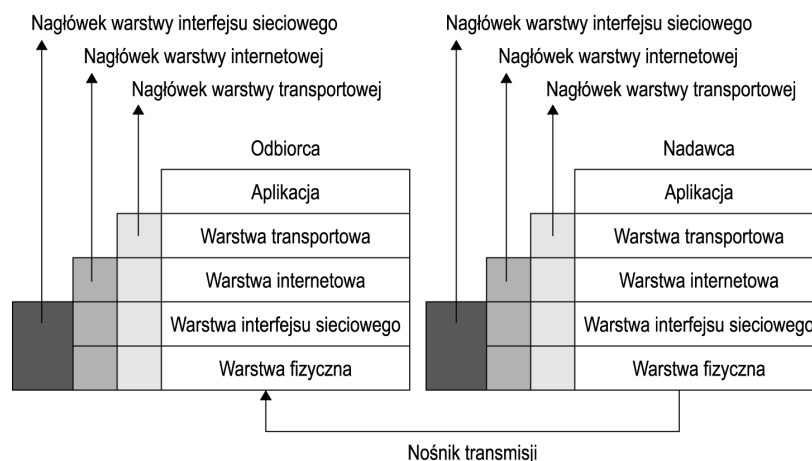 Nagłówek warstwy interfejsu sieciowego
Nagłówek warstwy internetowej
Nagłówek warstwy transportowej
Odbiorca
Aplikacja
Warstwa transportowa
Warstwa internetowa
Warstwa interfejsu sieciowego
Warstwa fizyczna
Nagłówek warstwy interfejsu sieciowego
Nagłówek warstwy internetowej
Nagłówek warstwy transportowej
Nadawca
Aplikacja
Warstwa transportowa
Warstwa internetowa
Warstwa interfejsu sieciowego
Warstwa fizyczna
Nośnik transmisji